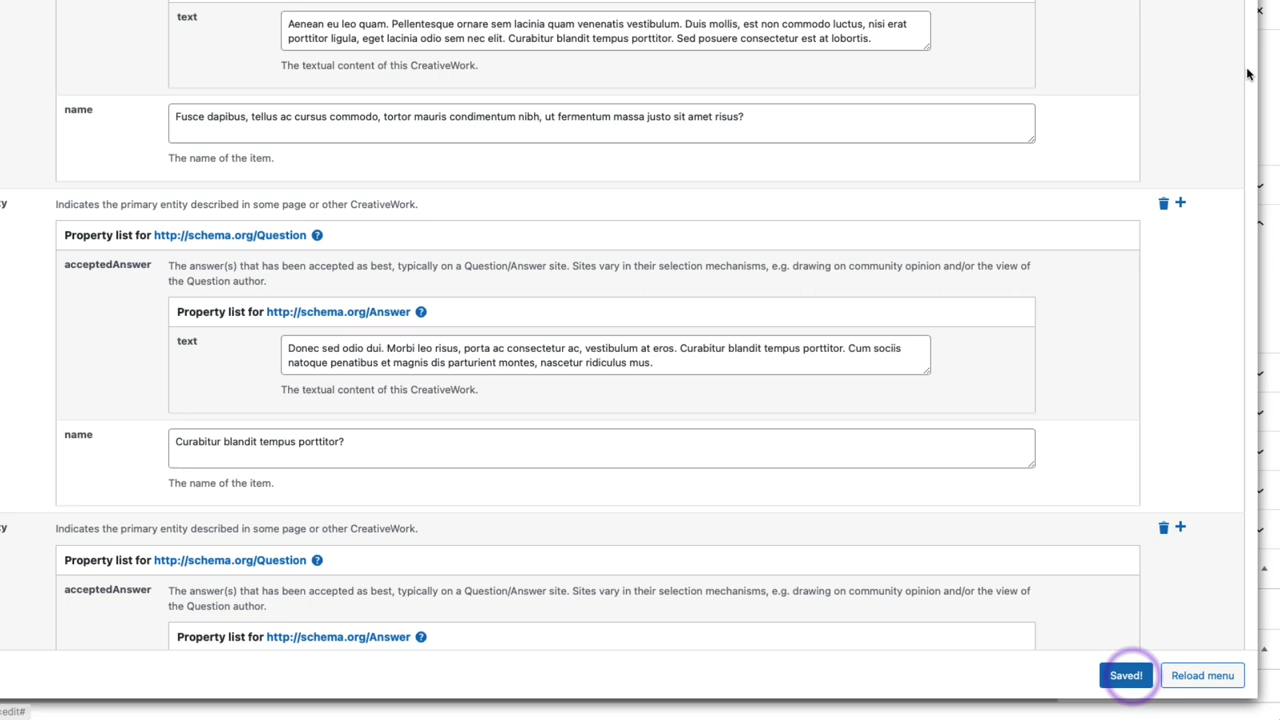 text
Aenean eu leo quam. Pellentesque ornare sem lacinia quam venenatis vestibulum. Duis mollis, est non commodo luctus, nisi erat
porttitor ligula, eget lacinia odio sem nec elit. Curabitur blandit tempus porttitor. Sed posuere consectetur est at lobortis.
The textual content of this CreativeWork.
name
Fusce dapibus, tellus ac cursus commodo, tortor mauris condimentum nibh, ut fermentum massa justo sit amet risus?
The name of the item.
ty
Indicates the primary entity described in some page or other CreativeWork.
Property list for http://schema.org/Question ?
acceptedAnswer
The answer(s) that has been accepted as best, typically on a Question/Answer site. Sites vary in their selection mechanisms, e.g. drawing on community opinion and/or the view of
the Question author.
Property list for http://schema.org/Answer ?
text
Donec sed odio dui. Morbi leo risus, porta ac consectetur ac, vestibulum at eros. Curabitur blandit tempus porttitor. Cum sociis
natoque penatibus et magnis dis parturient montes, nascetur ridiculus mus.
The textual content of this CreativeWork.
name
Curabitur blandit tempus porttitor?
The name of the item.
ty
Indicates the primary entity described in some page or other CreativeWork.
Property list for http://schema.org/Question ?
acceptedAnswer
The answer(s) that has been accepted as best, typically on a Question/Answer site. Sites vary in their selection mechanisms, e.g. drawing on community opinion and/or the view of
the Question author.
Property list for http://schema.org/Answer ?
Saved!
Reload menu
=edit#